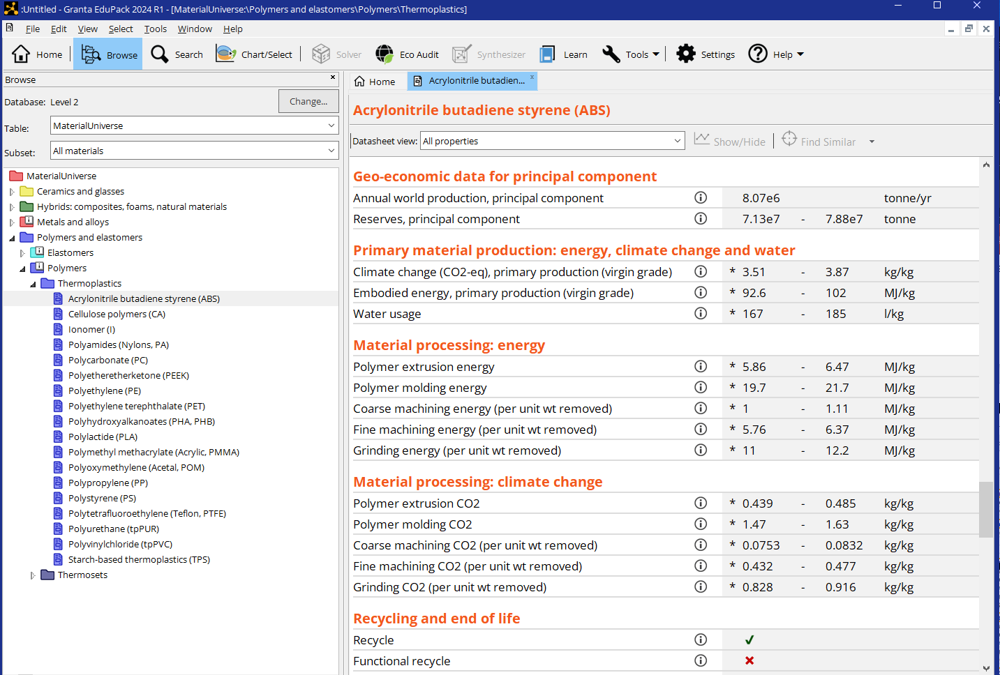 :Untitled - Granta EduPack 2024 R1 - [MaterialUniverse:\Polymers and elastomers\Polymers\Thermoplastics]
File Edit View Select Tools Window Help
Home Browse Search Chart/Select Solver Eco Audit Synthesizer Learn Tools Settings Help
Browse
Database: Level 2 Change...
Table: MaterialUniverse
Subset: All materials
MaterialUniverse
Ceramics and glasses
Hybrids: composites, foams, natural materials
Metals and alloys
Polymers and elastomers
Elastomers
Polymers
Thermoplastics
Acrylonitrile butadiene styrene (ABS)
Cellulose polymers (CA)
Ionomer (I)
Polyamides (Nylons, PA)
Polycarbonate (PC)
Polyetheretherketone (PEEK)
Polyethylene (PE)
Polyethylene terephthalate (PET)
Polyhydroxyalkanoates (PHA, PHB)
Polylactide (PLA)
Polymethyl methacrylate (Acrylic, PMMA)
Polyoxymethylene (Acetal, POM)
Polypropylene (PP)
Polystyrene (PS)
Polytetrafluoroethylene (Teflon, PTFE)
Polyurethane (tpPUR)
Polyvinylchloride (tpPVC)
Starch-based thermoplastics (TPS)
Thermosets
Home Acrylonitrile butadien...
Acrylonitrile butadiene styrene (ABS)
Datasheet view: All properties Show/Hide Find Similar
Geo-economic data for principal component
Annual world production, principal component 8.07e6 tonne/yr
Reserves, principal component 7.13e7 - 7.88e7 tonne
Primary material production: energy, climate change and water
Climate change (CO2-eq), primary production (virgin grade) * 3.51 - 3.87 kg/kg
Embodied energy, primary production (virgin grade) * 92.6 - 102 MJ/kg
Water usage * 167 - 185 l/kg
Material processing: energy
Polymer extrusion energy * 5.86 - 6.47 MJ/kg
Polymer molding energy * 19.7 - 21.7 MJ/kg
Coarse machining energy (per unit wt removed) * 1 - 1.11 MJ/kg
Fine machining energy (per unit wt removed) * 5.76 - 6.37 MJ/kg
Grinding energy (per unit wt removed) * 11 - 12.2 MJ/kg
Material processing: climate change
Polymer extrusion CO2 * 0.439 - 0.485 kg/kg
Polymer molding CO2 * 1.47 - 1.63 kg/kg
Coarse machining CO2 (per unit wt removed) * 0.0753 - 0.0832 kg/kg
Fine machining CO2 (per unit wt removed) * 0.432 - 0.477 kg/kg
Grinding CO2 (per unit wt removed) * 0.828 - 0.916 kg/kg
Recycling and end of life
Recycle ✓
Functional recycle ✗